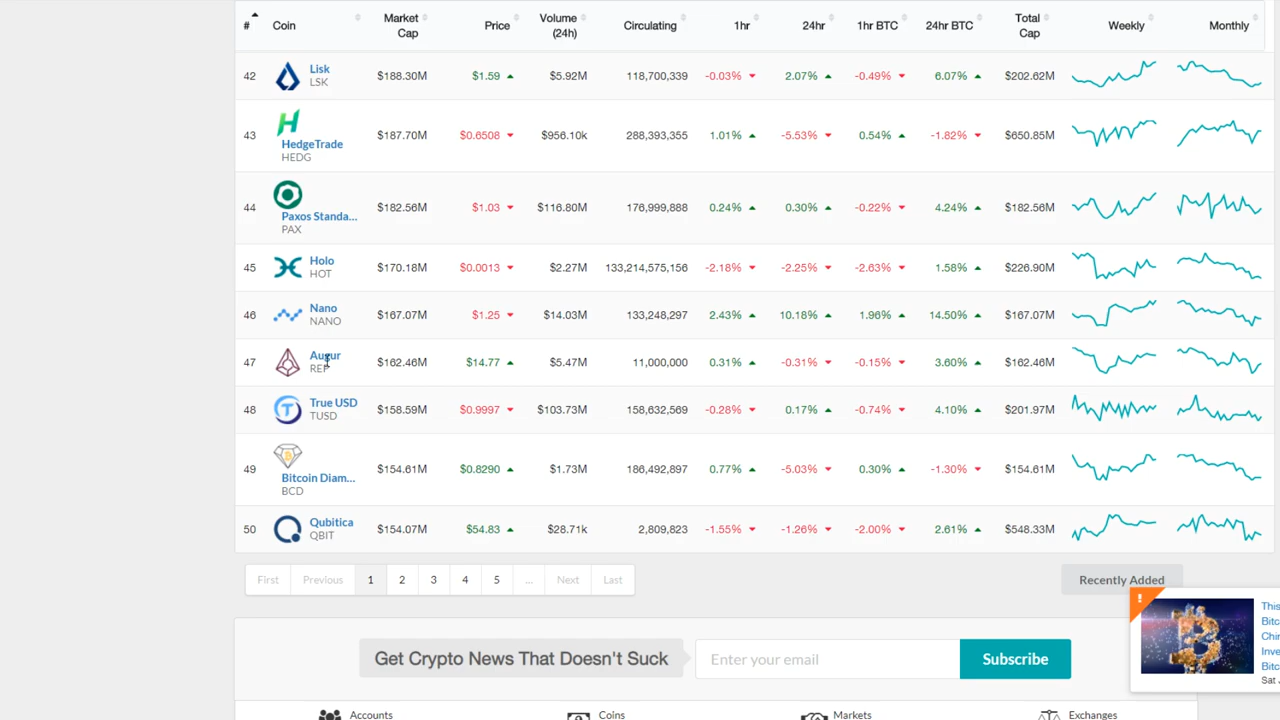 # Coin Market Cap Price Volume (24h) Circulating 1hr 24hr 1hr BTC 24hr BTC Total Cap Weekly Monthly
42 Lisk LSK $188.30M $1.59 $5.92M 118,700,339 -0.03% 2.07% -0.49% 6.07% $202.62M
43 HedgeTrade HEDG $187.70M $0.6508 $956.10k 288,393,355 1.01% -5.53% 0.54% -1.82% $650.85M
44 Paxos Standa... PAX $182.56M $1.03 $116.80M 176,999,888 0.24% 0.30% -0.22% 4.24% $182.56M
45 Holo HOT $170.18M $0.0013 $2.27M 133,214,575,156 -2.18% -2.25% -2.63% 1.58% $226.90M
46 Nano NANO $167.07M $1.25 $14.03M 133,248,297 2.43% 10.18% 1.96% 14.50% $167.07M
47 Augur REP $162.46M $14.77 $5.47M 11,000,000 0.31% -0.31% -0.15% 3.60% $162.46M
48 True USD TUSD $158.59M $0.9997 $103.73M 158,632,569 -0.28% 0.17% -0.74% 4.10% $201.97M
49 Bitcoin Diam... BCD $154.61M $0.8290 $1.73M 186,492,897 0.77% -5.03% 0.30% -1.30% $154.61M
50 Qubitica QBIT $154.07M $54.83 $28.71k 2,809,823 -1.55% -1.26% -2.00% 2.61% $548.33M
First Previous 1 2 3 4 5 ... Next Last
Recently Added
This
Bitc
Chir
Inve
Bitc
Sat J
Get Crypto News That Doesn't Suck
Enter your email
Subscribe
Accounts Coins Markets Exchanges